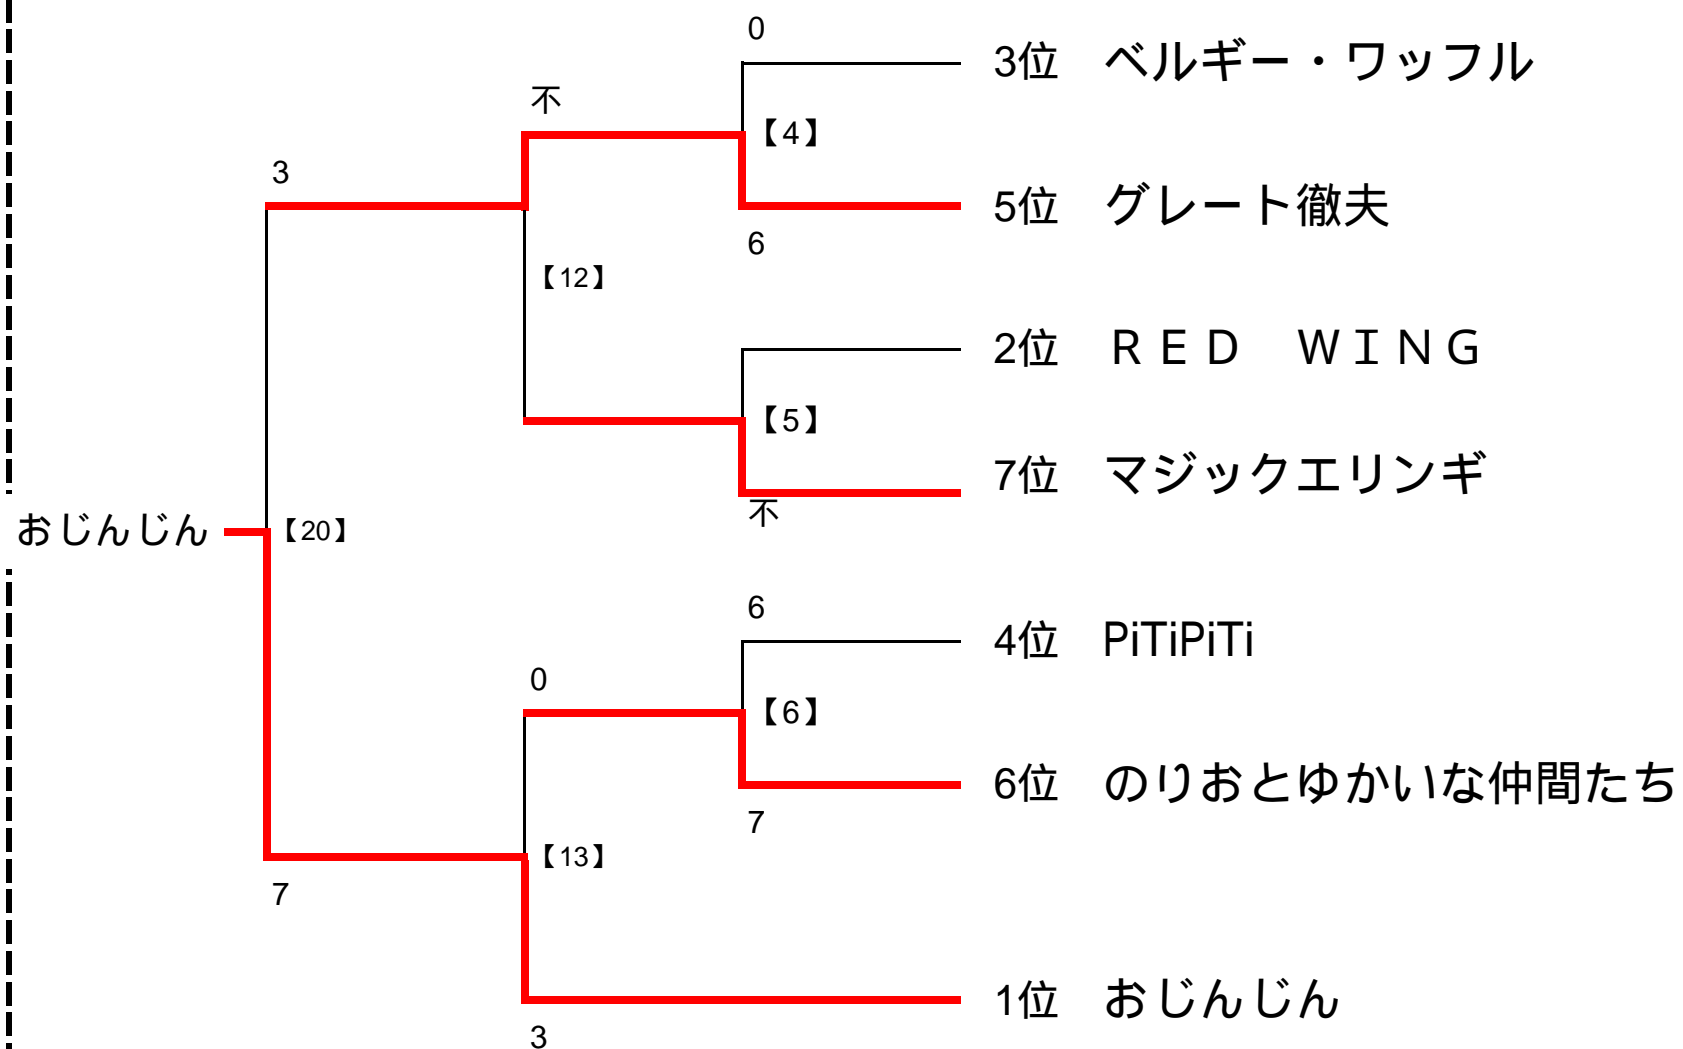 0
3位 ベルギー・ワッフル
不
【4】
3
5位 グレート徹夫
6
【12】
2位 ＲＥＤ　ＷＩＮＧ
【5】
7位 マジックエリンギ
不
おじんじん 【20】
6
4位 PiTiPiTi
0
【6】
6位 のりおとゆかいな仲間たち
7
【13】
7
1位 おじんじん
3